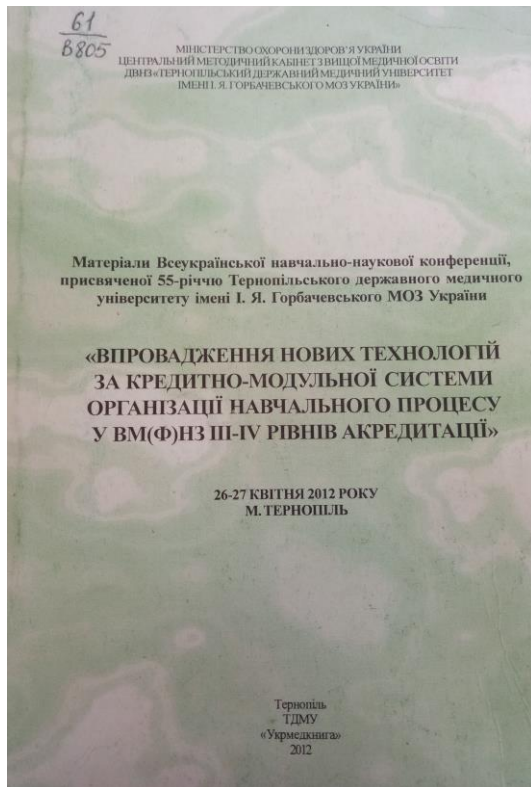 61
В805
МІНІСТЕРСТВО ОХОРОНИ ЗДОРОВ'Я УКРАЇНИ
ЦЕНТРАЛЬНИЙ МЕТОДИЧНИЙ КАБІНЕТ З ВИЩОЇ МЕДИЧНОЇ ОСВІТИ
ДВНЗ «ТЕРНОПІЛЬСЬКИЙ ДЕРЖАВНИЙ МЕДИЧНИЙ УНІВЕРСИТЕТ
ІМЕНІ І. Я. ГОРБАЧЕВСЬКОГО МОЗ УКРАЇНИ»
Матеріали Всеукраїнської навчально-наукової конференції,
присвяченої 55-річчю Тернопільського державного медичного
університету імені І. Я. Горбачевського МОЗ України
«ВПРОВАДЖЕННЯ НОВИХ ТЕХНОЛОГІЙ
ЗА КРЕДИТНО-МОДУЛЬНОЇ СИСТЕМИ
ОРГАНІЗАЦІЇ НАВЧАЛЬНОГО ПРОЦЕСУ
У ВМ(Ф)НЗ III-IV РІВНІВ АКРЕДИТАЦІЇ»
26-27 КВІТНЯ 2012 РОКУ
М. ТЕРНОПІЛЬ
Тернопіль
ТДМУ
«Укрмедкнига»
2012